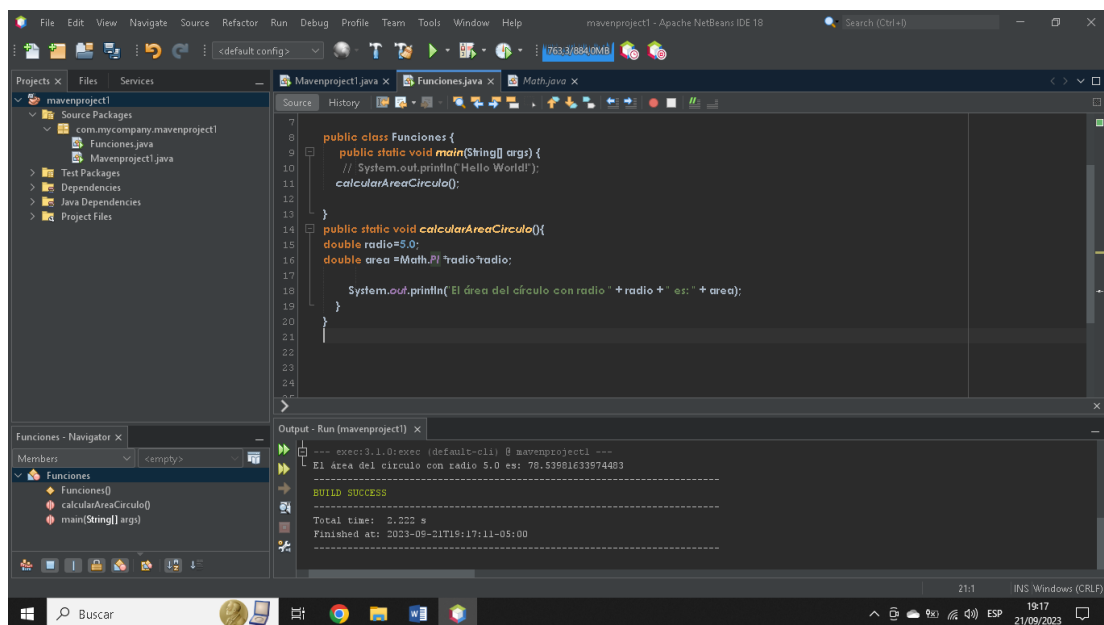 File Edit View Navigate Source Refactor Run Debug Profile Team Tools Window Help mavenproject1 - Apache NetBeans IDE 18 Search (Ctrl+I)
<default config> 763.3/884.0MB
Projects Files Services
mavenproject1
Source Packages
com.mycompany.mavenproject1
Funciones.java
Mavenproject1.java
Test Packages
Dependencies
Java Dependencies
Project Files
Mavenproject1.java Funciones.java Math.java
Source History
7
8 public class Funciones {
9 public static void main(String[] args) {
10 // System.out.println("Hello World!");
11 calcularAreaCirculo();
12
13 }
14 public static void calcularAreaCirculo(){
15 double radio=5.0;
16 double area =Math.PI *radio*radio;
17
18 System.out.println("El área del círculo con radio " + radio + " es: " + area);
19 }
20 }
21
22
23
24
Funciones - Navigator
Members <empty>
Funciones
Funciones()
calcularAreaCirculo()
main(String[] args)
Output - Run (mavenproject1)
--- exec:3.1.0:exec (default-cli) @ mavenproject1 ---
El área del círculo con radio 5.0 es: 78.53981633974483
------------------------------------------------------------------------
BUILD SUCCESS
------------------------------------------------------------------------
Total time: 2.222 s
Finished at: 2023-09-21T19:17:11-05:00
------------------------------------------------------------------------
21:1 INS Windows (CRLF)
Buscar
ESP
19:17
21/09/2023